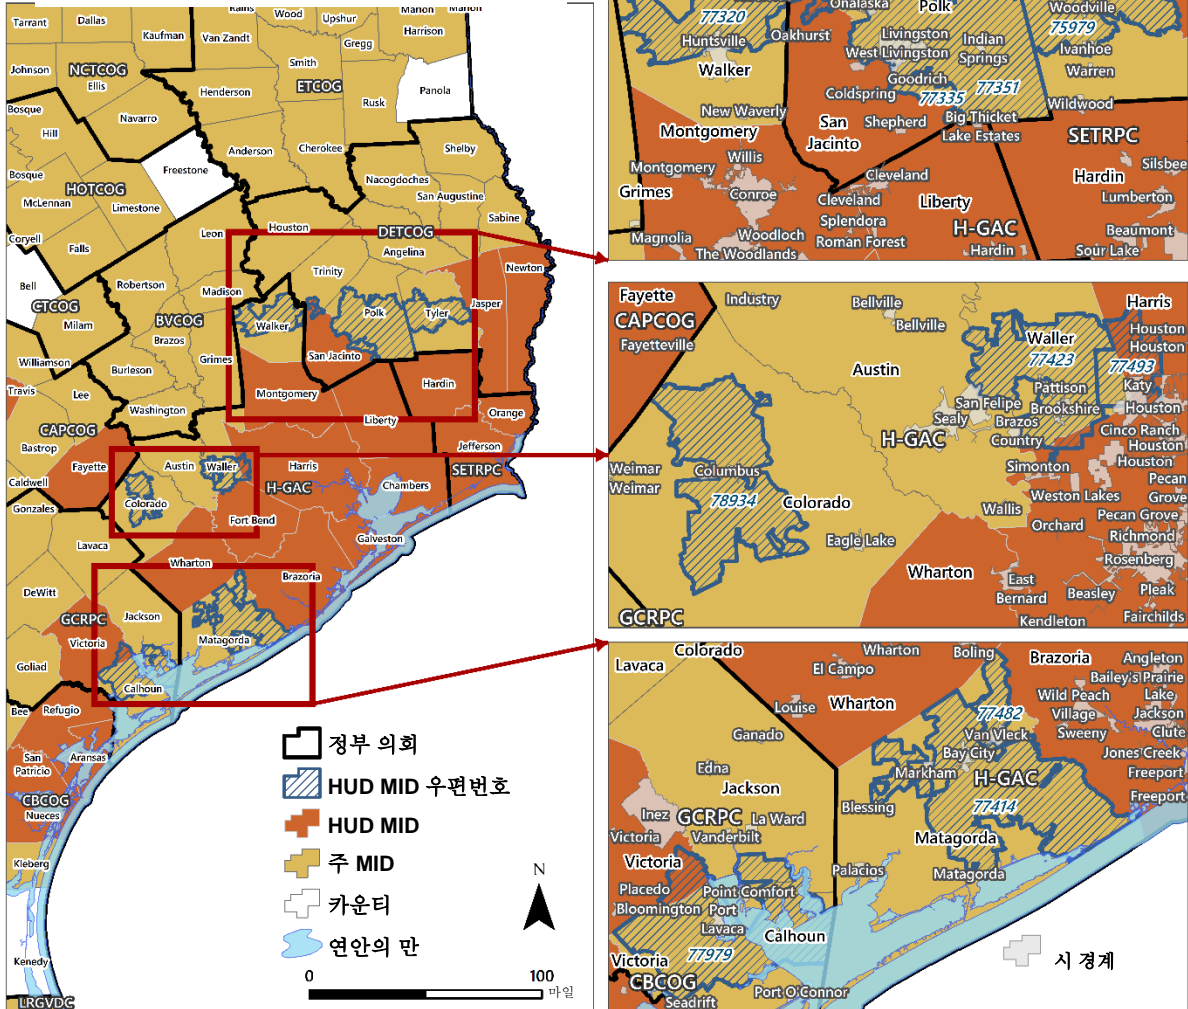 Tarrant
Dallas
Kaufman
Rains
Wood
Upshur
Marion
Marion
Harrison
Van Zandt
Gregg
Johnson
NCTCOG
Ellis
Smith
ETCOG
Henderson
Rusk
Panola
Bosque
Navarro
Hill
Anderson
Cherokee
Shelby
Freestone
Bosque
HOTCOG
McLennan
Limestone
Nacogdoches
San Augustine
Sabine
Coryell
Falls
Leon
Houston
DETCOG
Angelina
Newton
Bell
Robertson
Madison
Trinity
CTCOG
Milam
BVCOG
Brazos
Walker
Polk
Tyler
Jasper
Williamson
Burleson
Grimes
San Jacinto
Travis
Lee
Washington
Montgomery
Hardin
CAPCOG
Liberty
Orange
Bastrop
Jefferson
Fayette
Austin
Waller
Harris
SETRPC
Caldwell
Gonzales
Colorado
H-GAC
Chambers
Fort Bend
Lavaca
Galveston
Wharton
Brazoria
DeWitt
GCRPC
Jackson
Victoria
Matagorda
Goliad
Calhoun
Bee
Refugio
San
Patricio
Aransas
CBCOG
Nueces
Kleberg
Kenedy
LRGVDC
정부 의회
HUD MID 우편번호
HUD MID
주 MID
카운티
연안의 만
N
0
100
마일
77320
Huntsville
Walker
Oakhurst
Onalaska
Polk
Woodville
75979
Livingston
West Livingston
Indian
Springs
Ivanhoe
Warren
Goodrich
77351
77335
Coldspring
New Waverly
Wildwood
Montgomery
San
Jacinto
Shepherd
Big Thicket
Lake Estates
SETRPC
Willis
Montgomery
Conroe
Silsbee
Grimes
Cleveland
Cleveland
Liberty
Hardin
Lumberton
Splendora
Roman Forest
H-GAC
Beaumont
Magnolia
Woodloch
The Woodlands
Hardin
Sour Lake
Fayette
CAPCOG
Fayetteville
Industry
Bellville
Bellville
Harris
Waller
77423
Houston
Houston
77493
Austin
Pattison
Katy
San Felipe
Brookshire
Houston
Sealy
Brazos
Country
Cinco Ranch
H-GAC
Houston
Weimar
Weimar
Columbus
Simonton
Houston
Pecan
Grove
78934
Colorado
Weston Lakes
Wallis
Pecan Grove
Orchard
Eagle Lake
Richmond
Rosenberg
Wharton
East
Bernard
Beasley
Pleak
GCRPC
Kendleton
Fairchilds
Lavaca
Colorado
Wharton
Boling
Brazoria
Angleton
El Campo
Bailey's Prairie
Wild Peach
Village
Lake
Jackson
Louise
Wharton
77482
Sweeny
Clute
Ganado
Van Vleck
Bay City
Jones Creek
Edna
Markham
H-GAC
Freeport
Jackson
Blessing
77414
Freeport
Inez
GCRPC
La Ward
Victoria
Vanderbilt
Matagorda
Victoria
Palacios
Matagorda
Placedo
Point Comfort
Bloomington
Port
Lavaca
Calhoun
77979
Victoria
CBCOG
Port O'Connor
Seadrift
시 경계